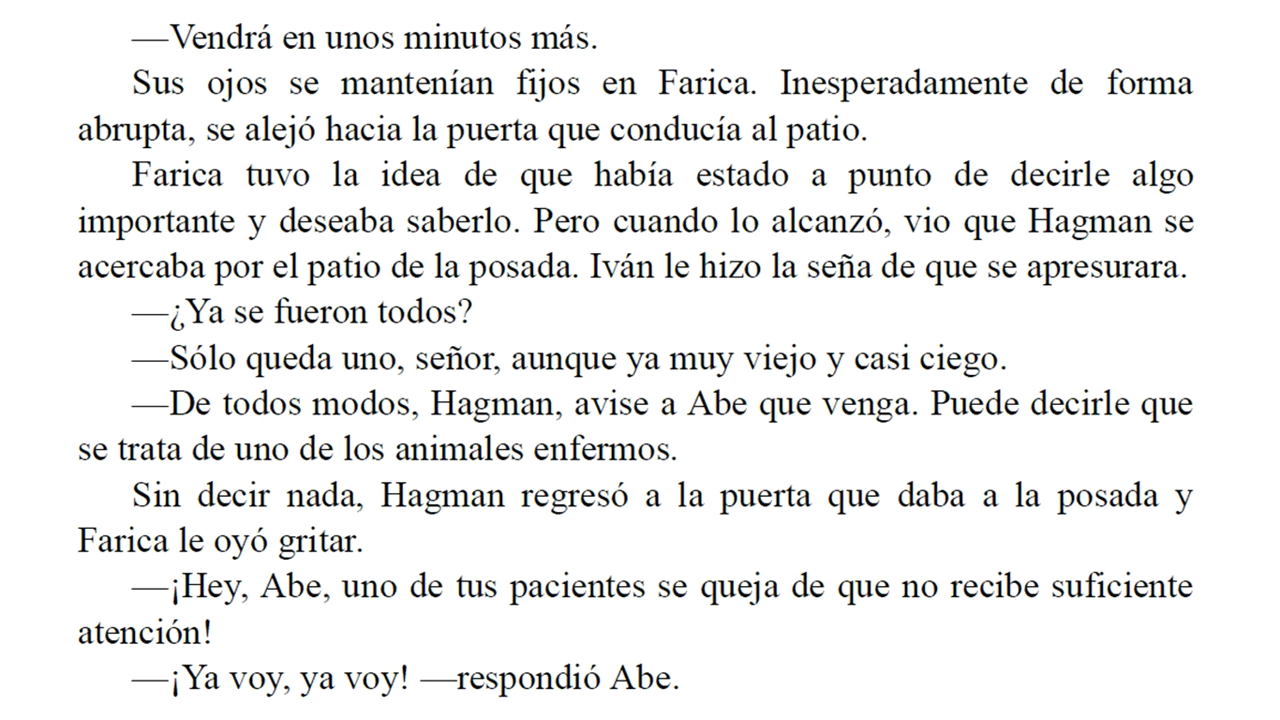 —Vendrá en unos minutos más.
Sus ojos se mantenían fijos en Farica. Inesperadamente de forma
abrupta, se alejó hacia la puerta que conducía al patio.
Farica tuvo la idea de que había estado a punto de decirle algo
importante y deseaba saberlo. Pero cuando lo alcanzó, vio que Hagman se
acercaba por el patio de la posada. Iván le hizo la seña de que se apresurara.
—¿Ya se fueron todos?
—Sólo queda uno, señor, aunque ya muy viejo y casi ciego.
—De todos modos, Hagman, avise a Abe que venga. Puede decirle que
se trata de uno de los animales enfermos.
Sin decir nada, Hagman regresó a la puerta que daba a la posada y
Farica le oyó gritar.
—¡Hey, Abe, uno de tus pacientes se queja de que no recibe suficiente
atención!
—¡Ya voy, ya voy! —respondió Abe.